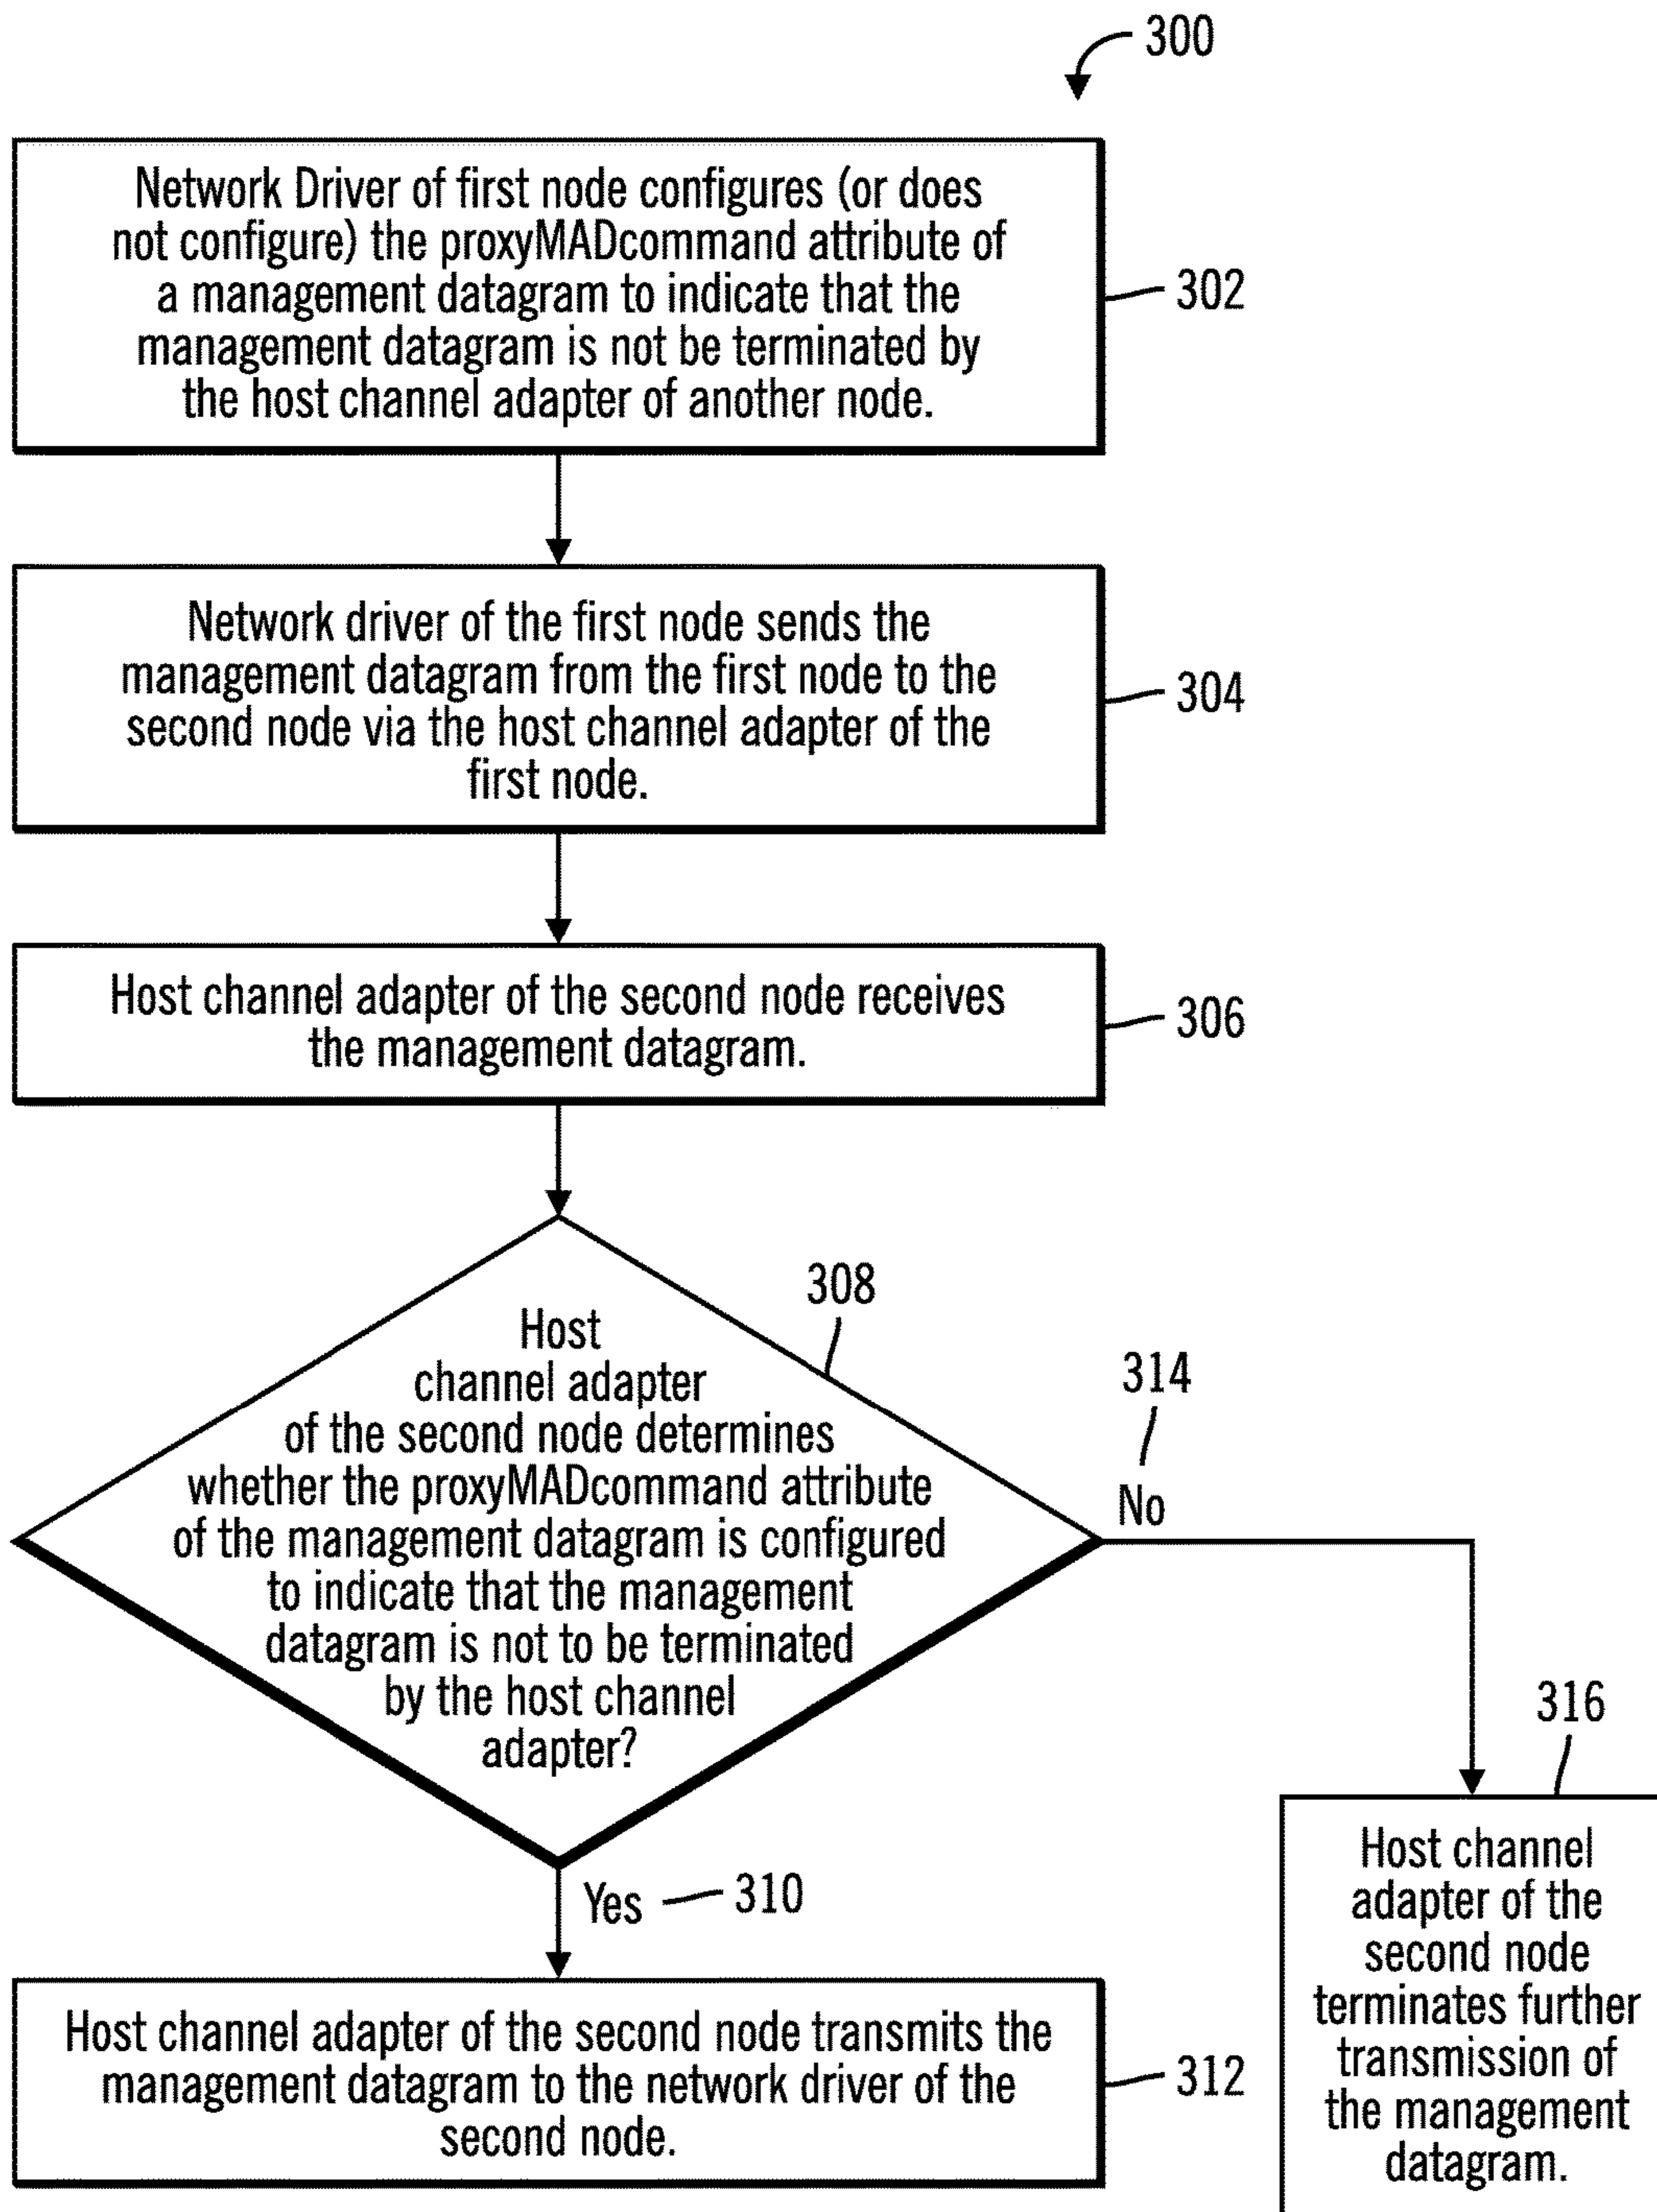 300
Network Driver of first node configures (or does
not configure) the proxyMADcommand attribute of
a management datagram to indicate that the
management datagram is not be terminated by
the host channel adapter of another node.
302
Network driver of the first node sends the
management datagram from the first node to the
second node via the host channel adapter of the
first node.
304
Host channel adapter of the second node receives
the management datagram.
306
308
Host
channel adapter
of the second node determines
whether the proxyMADcommand attribute
of the management datagram is configured
to indicate that the management
datagram is not to be terminated
by the host channel
adapter?
314
No
316
Host channel
adapter of the
second node
terminates further
transmission of
the management
datagram.
Yes
310
Host channel adapter of the second node transmits the
management datagram to the network driver of the
second node.
312